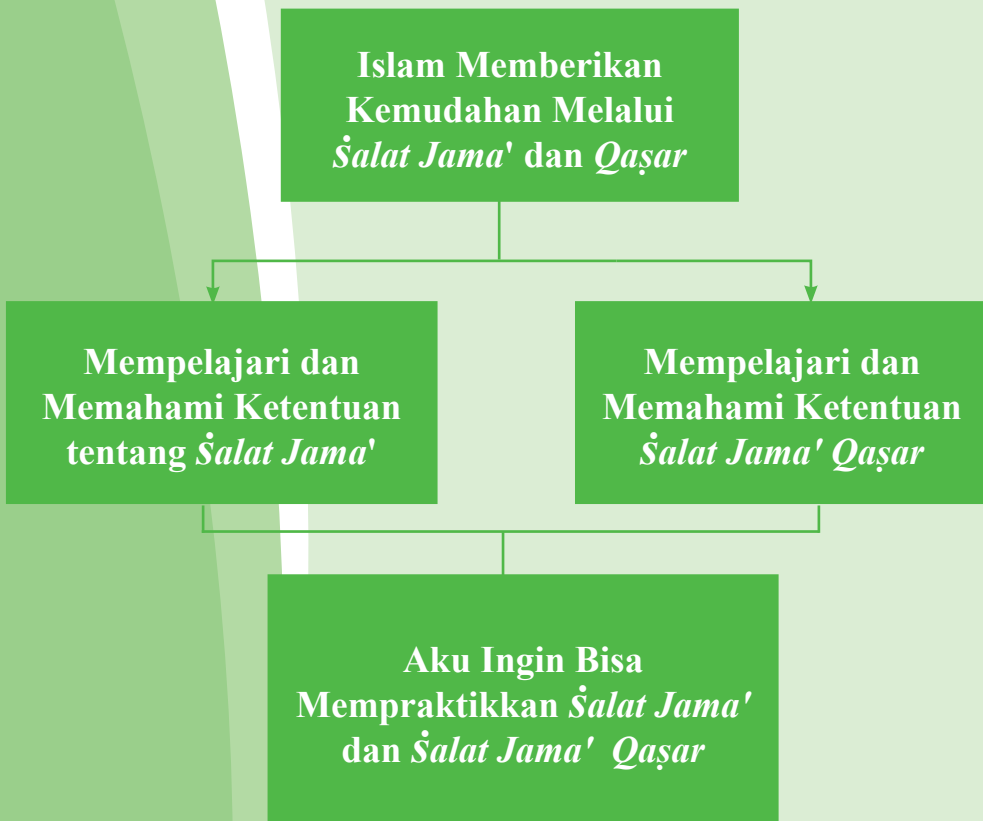 Islam Memberikan
Kemudahan Melalui
Ṡalat Jama' dan Qaṣar
Mempelajari dan
Memahami Ketentuan
tentang Ṡalat Jama'
Mempelajari dan
Memahami Ketentuan
Ṡalat Jama' Qaṣar
Aku Ingin Bisa
Mempraktikkan Ṡalat Jama'
dan Ṡalat Jama' Qaṣar